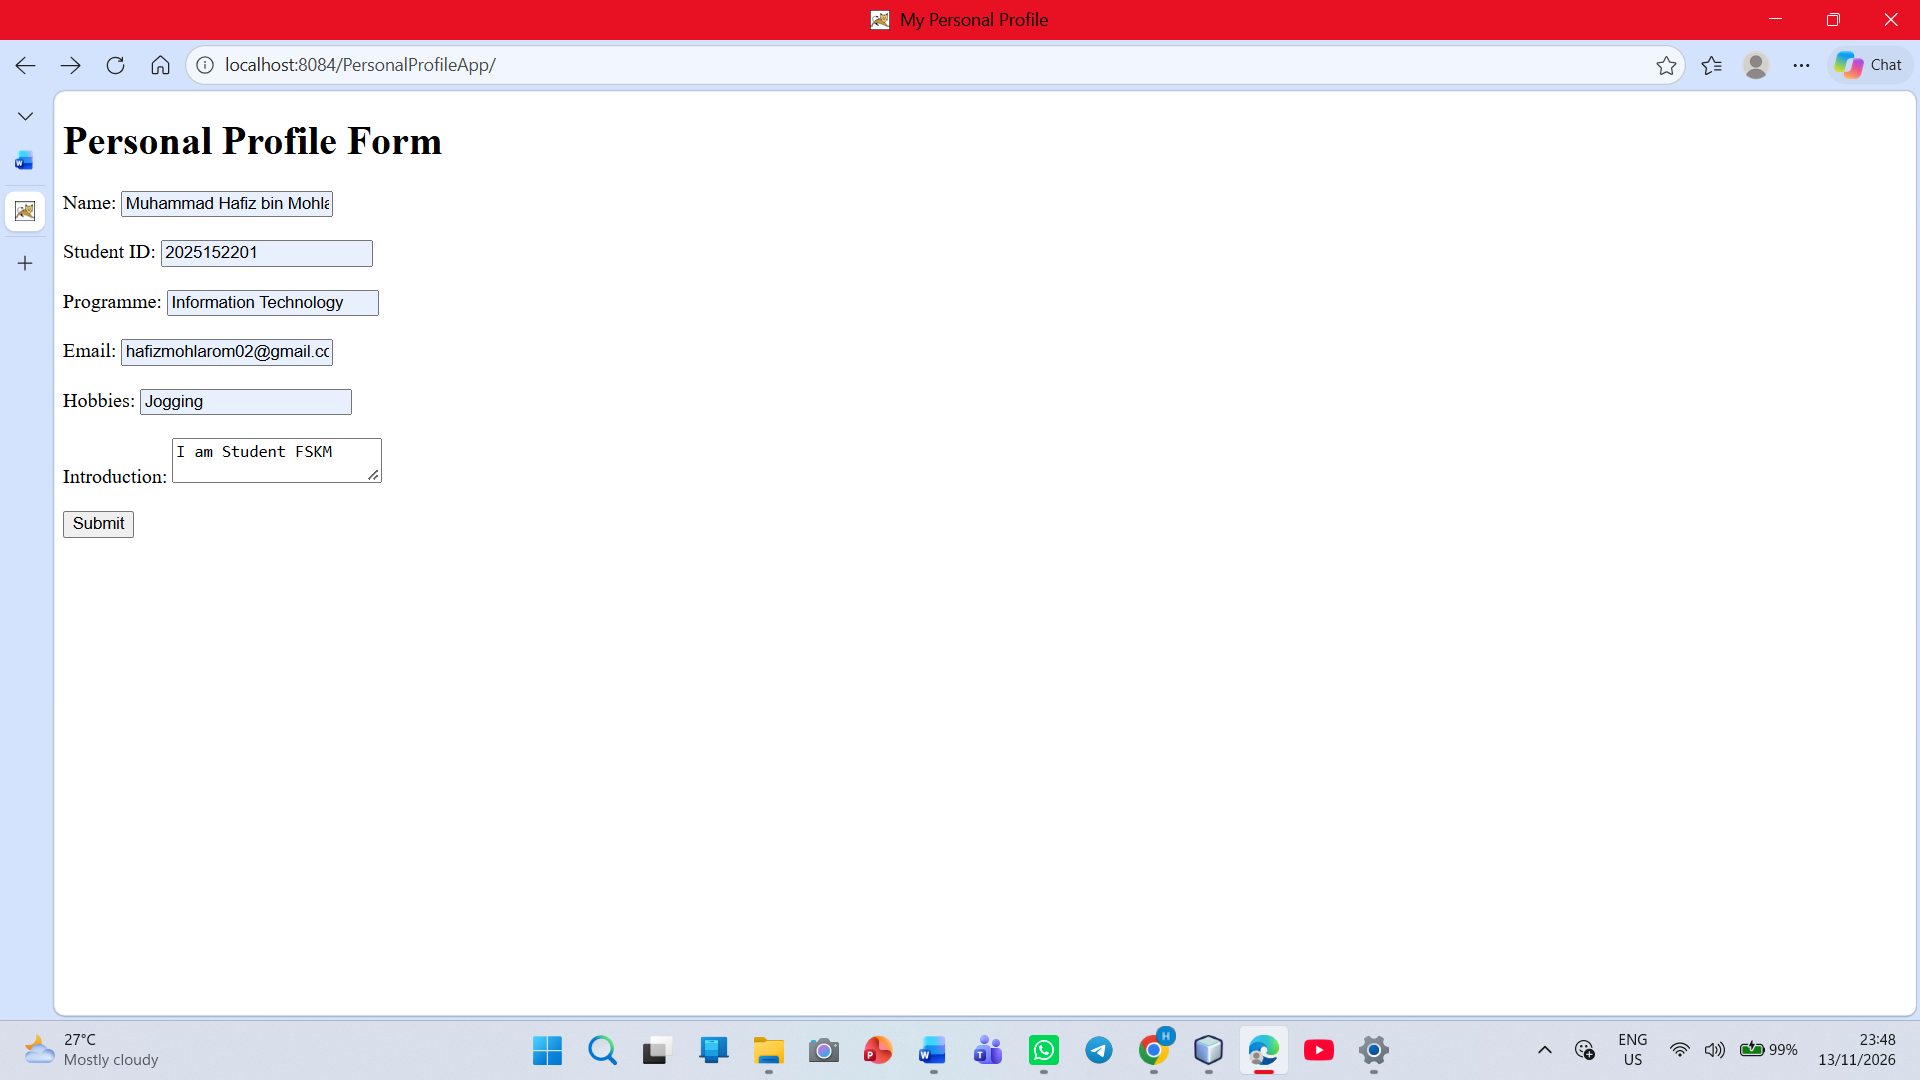 My Personal Profile
localhost:8084/PersonalProfileApp/
Chat
Personal Profile Form
Name: Muhammad Hafiz bin Mohla
Student ID: 2025152201
Programme: Information Technology
Email: hafizmohlarom02@gmail.co
Hobbies: Jogging
Introduction: I am Student FSKM
Submit
27°C
Mostly cloudy
H
ENG
US
99%
23:48
13/11/2026